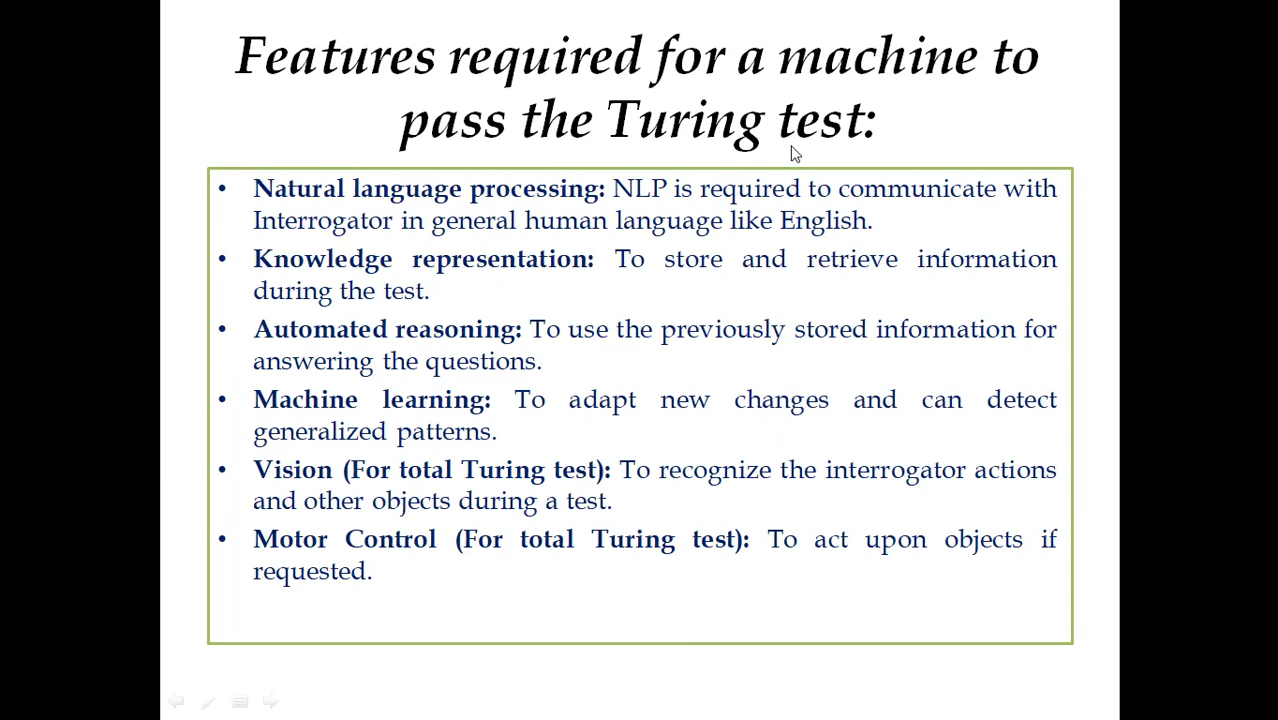 Features required for a machine to
pass the Turing test:
• Natural language processing: NLP is required to communicate with
Interrogator in general human language like English.
• Knowledge representation: To store and retrieve information
during the test.
• Automated reasoning: To use the previously stored information for
answering the questions.
• Machine learning: To adapt new changes and can detect
generalized patterns.
• Vision (For total Turing test): To recognize the interrogator actions
and other objects during a test.
• Motor Control (For total Turing test): To act upon objects if
requested.